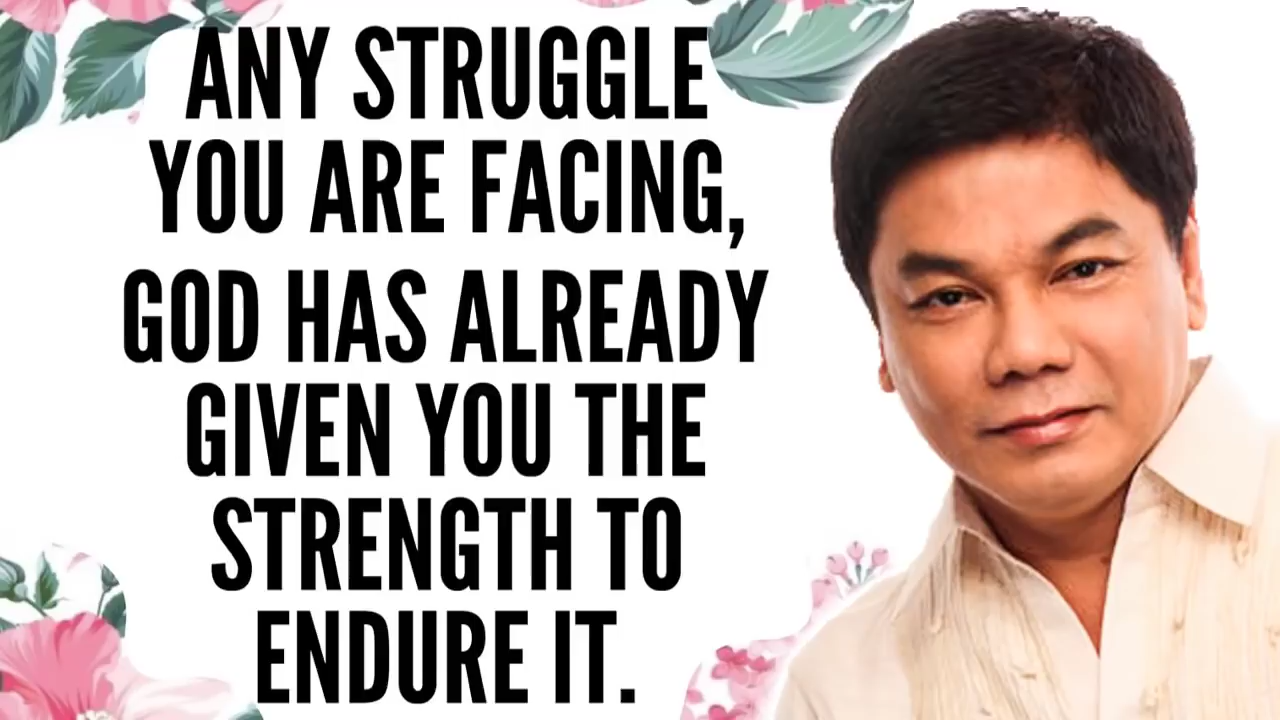 ANY STRUGGLE
YOU ARE FACING,
GOD HAS ALREADY
GIVEN YOU THE
STRENGTH TO
ENDURE IT.